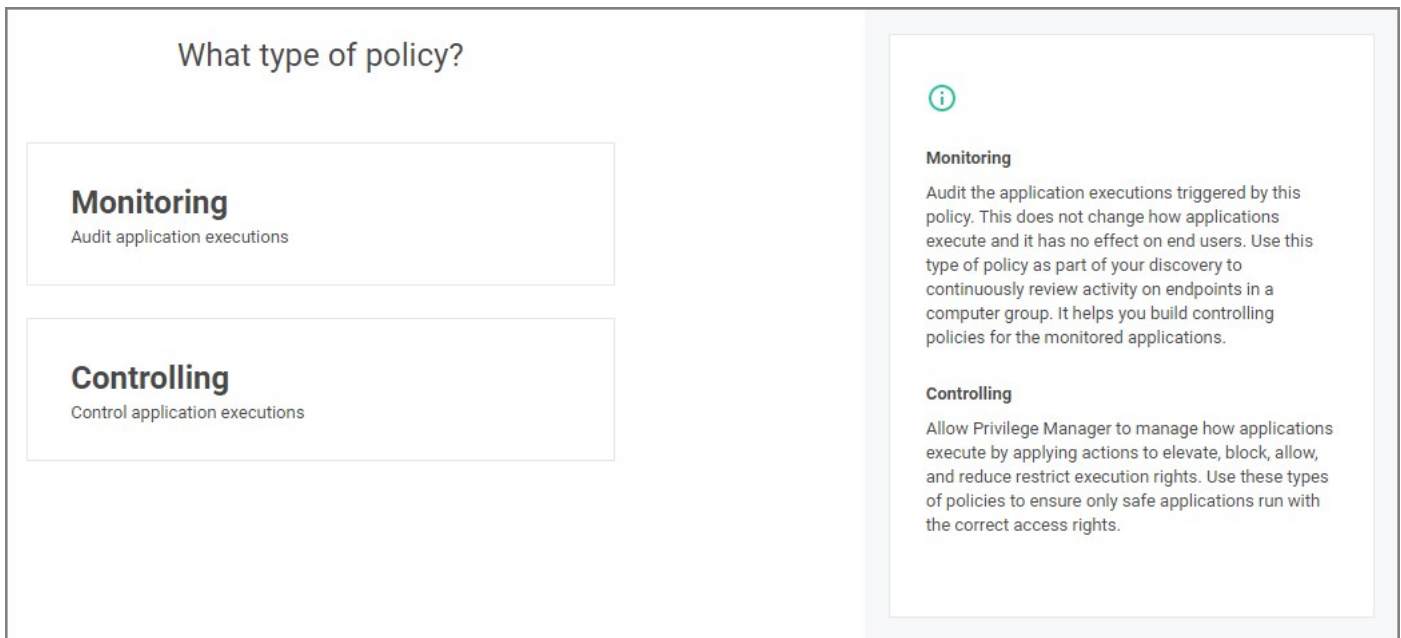 What type of policy?
Monitoring
Audit application executions
Controlling
Control application executions
Monitoring
Audit the application executions triggered by this
policy. This does not change how applications
execute and it has no effect on end users. Use this
type of policy as part of your discovery to
continuously review activity on endpoints in a
computer group. It helps you build controlling
policies for the monitored applications.
Controlling
Allow Privilege Manager to manage how applications
execute by applying actions to elevate, block, allow,
and reduce restrict execution rights. Use these types
of policies to ensure only safe applications run with
the correct access rights.